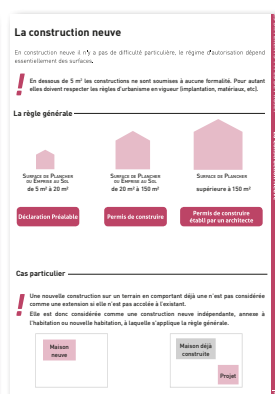 La construction neuve
En construction neuve il n'y a pas de difficulté particulière, le régime d'autorisation dépend
essentiellement des surfaces.
! En dessous de 5 m² les constructions ne sont soumises à aucune formalité. Pour autant
elles doivent respecter les règles d'urbanisme en vigueur (implantation, matériaux, etc).
La règle générale
Surface de Plancher
ou Emprise au Sol
de 5 m² à 20 m²
Surface de Plancher
ou Emprise au Sol
de 20 m² à 150 m²
Surface de Plancher
supérieure à 150 m²
Déclaration Préalable
Permis de construire
Permis de construire
établi par un architecte
Cas particulier
! Une nouvelle construction sur un terrain en comportant déjà une n'est pas considérée
comme une extension si elle n'est pas accolée à l'existant.
Elle est donc considérée comme une construction neuve indépendante, annexe à
l'habitation ou nouvelle habitation, à laquelle s'applique la règle générale.
Maison
neuve
Maison déjà
construite
Projet